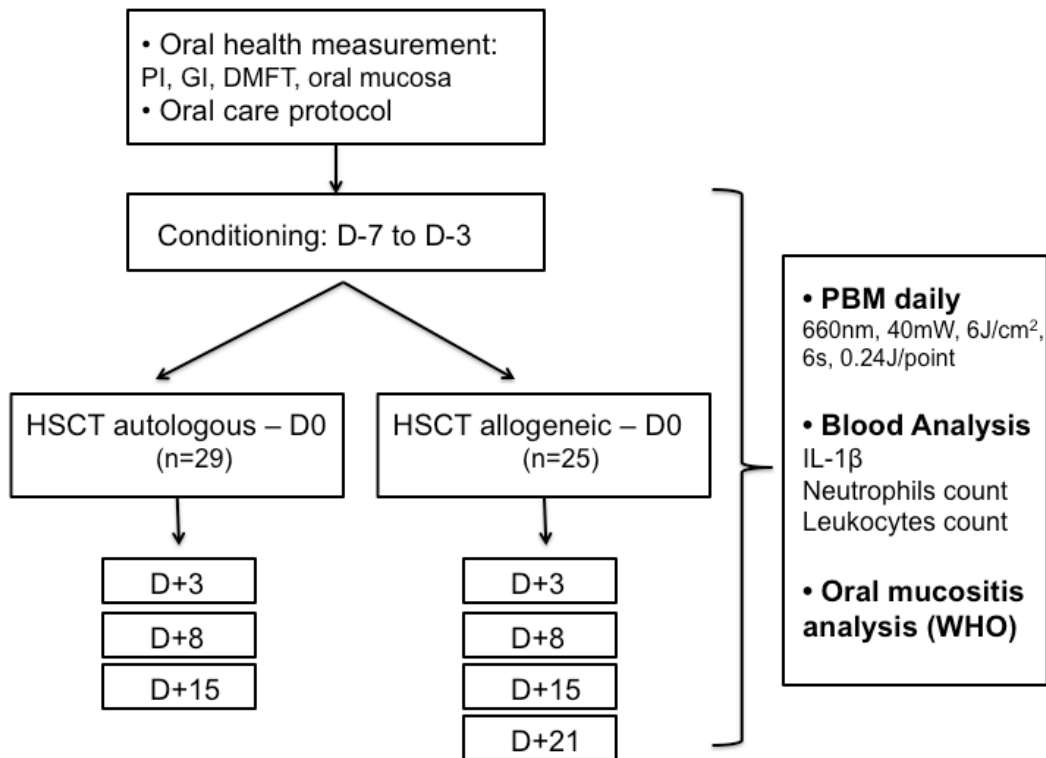 • Oral health measurement:
PI, GI, DMFT, oral mucosa
• Oral care protocol
Conditioning: D-7 to D-3
HSCT autologous – D0
(n=29)
HSCT allogeneic – D0
(n=25)
D+3
D+8
D+15
D+3
D+8
D+15
D+21
• PBM daily
660nm, 40mW, 6J/cm²,
6s, 0.24J/point
• Blood Analysis
IL-1β
Neutrophils count
Leukocytes count
• Oral mucositis
analysis (WHO)